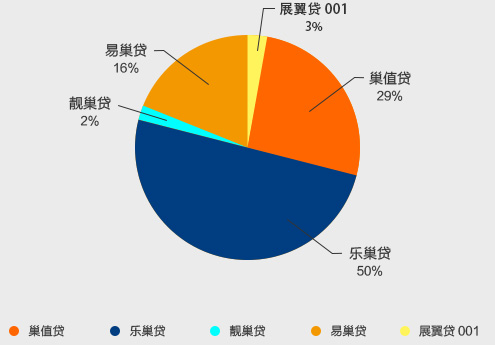 展翼贷 001
3%
易巢贷
16%
巢值贷
29%
靓巢贷
2%
乐巢贷
50%
巢值贷 乐巢贷 靓巢贷 易巢贷 展翼贷 001